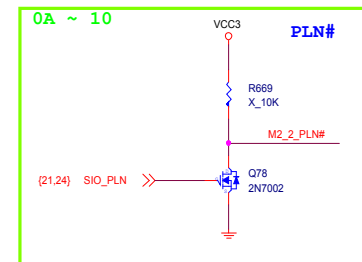 0A ~ 10
VCC3
PLN#
R669
X_10K
M2_2_PLN#
{21,24} SIO_PLN
Q78
2N7002